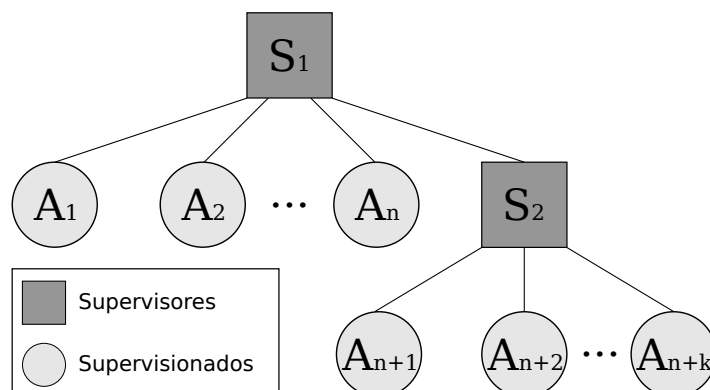 S1
A1 A2 ... An S2
Supervisores
Supervisionados
An+1 An+2 ... An+k